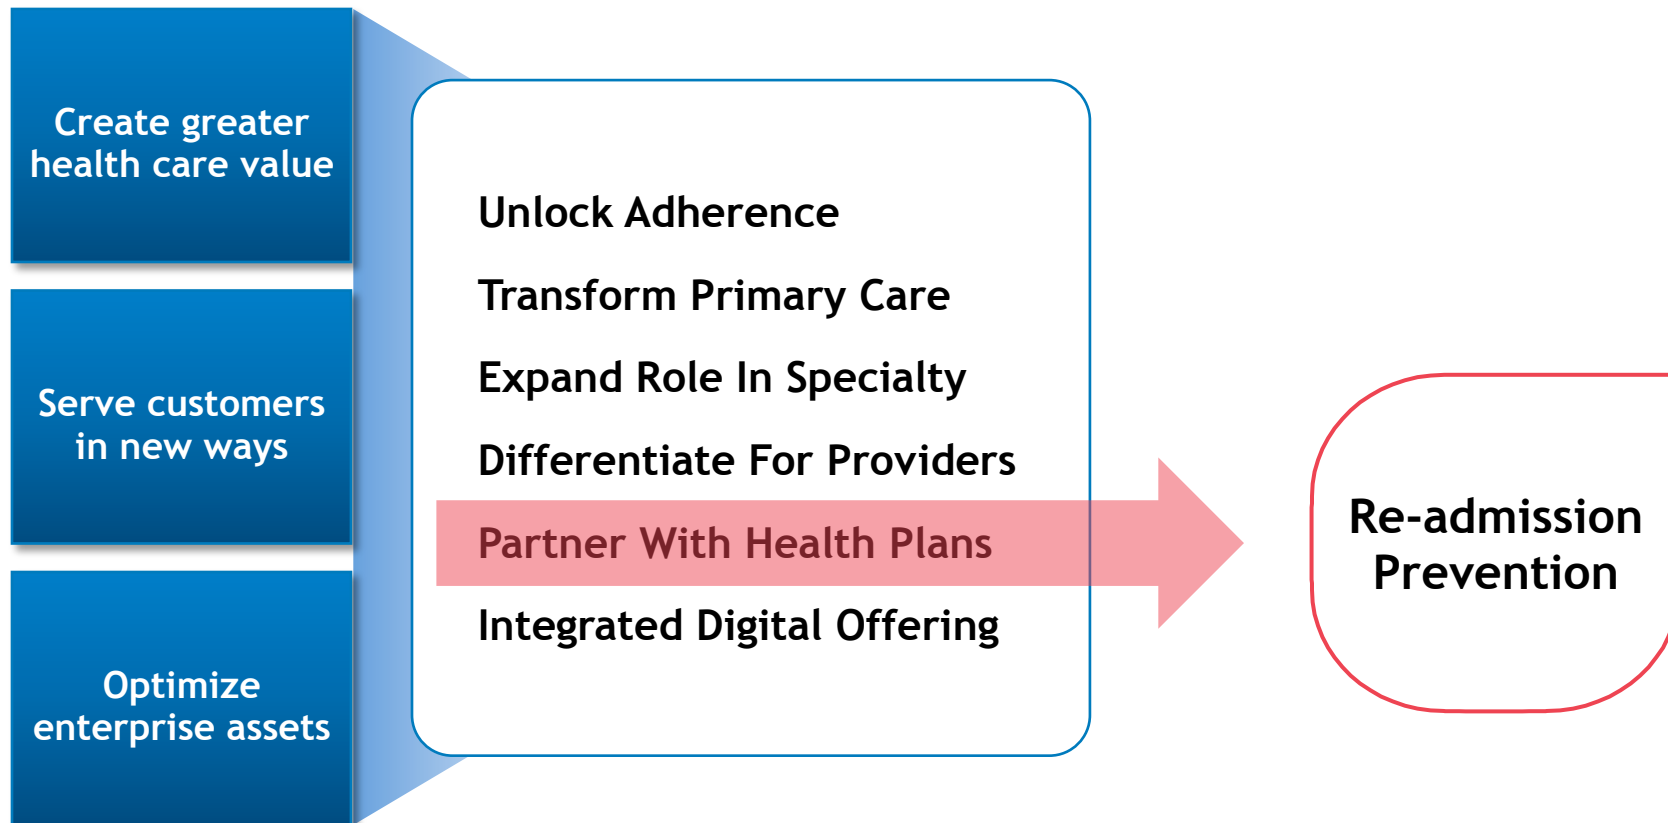 Create greater
health care value
Serve customers
in new ways
Optimize
enterprise assets
Unlock Adherence
Transform Primary Care
Expand Role In Specialty
Differentiate For Providers
Partner With Health Plans
Integrated Digital Offering
Re-admission
Prevention